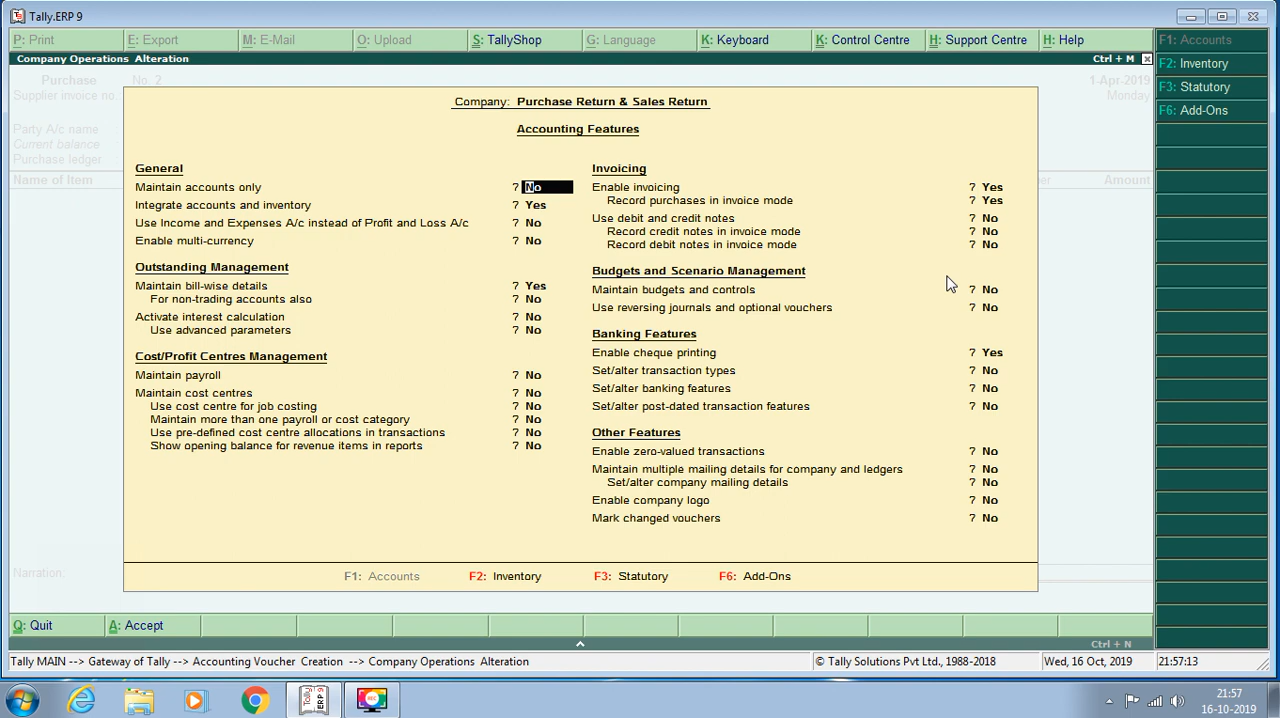 Tally.ERP 9
P: Print E: Export M: E-Mail O: Upload S: TallyShop G: Language K: Keyboard K: Control Centre H: Support Centre H: Help
F1: Accounts
F2: Inventory
F3: Statutory
F6: Add-Ons
Company Operations Alteration Ctrl + M
Purchase No. 2 1-Apr-2019
Supplier invoice no. Monday
Party A/c name
Current balance
Purchase ledger
Name of Item Amount
Company: Purchase Return & Sales Return
Accounting Features
General
Maintain accounts only ? No
Integrate accounts and inventory ? Yes
Use Income and Expenses A/c instead of Profit and Loss A/c ? No
Enable multi-currency ? No
Outstanding Management
Maintain bill-wise details ? Yes
For non-trading accounts also ? No
Activate interest calculation ? No
Use advanced parameters ? No
Cost/Profit Centres Management
Maintain payroll ? No
Maintain cost centres ? No
Use cost centre for job costing ? No
Maintain more than one payroll or cost category ? No
Use pre-defined cost centre allocations in transactions ? No
Show opening balance for revenue items in reports ? No
Invoicing
Enable invoicing ? Yes
Record purchases in invoice mode ? Yes
Use debit and credit notes ? No
Record credit notes in invoice mode ? No
Record debit notes in invoice mode ? No
Budgets and Scenario Management
Maintain budgets and controls ? No
Use reversing journals and optional vouchers ? No
Banking Features
Enable cheque printing ? Yes
Set/alter transaction types ? No
Set/alter banking features ? No
Set/alter post-dated transaction features ? No
Other Features
Enable zero-valued transactions ? No
Maintain multiple mailing details for company and ledgers ? No
Set/alter company mailing details ? No
Enable company logo ? No
Mark changed vouchers ? No
F1: Accounts F2: Inventory F3: Statutory F6: Add-Ons
Narration:
Q: Quit A: Accept
Ctrl + N
Tally MAIN --> Gateway of Tally --> Accounting Voucher Creation --> Company Operations Alteration © Tally Solutions Pvt Ltd., 1988-2018 Wed, 16 Oct, 2019 21:57:13
21:57
16-10-2019